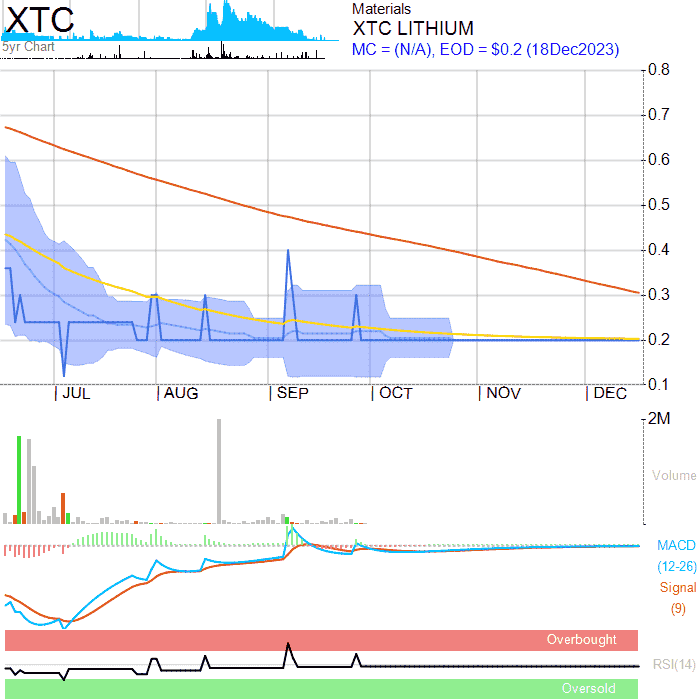 XTC
5yr Chart
Materials
XTC LITHIUM
MC = (N/A), EOD = $0.2 (18Dec2023)
0.8
0.7
0.6
0.5
0.4
0.3
0.2
0.1
JUL AUG SEP OCT NOV DEC
2M
Volume
MACD
(12-26)
Signal
(9)
Overbought
RSI(14)
Oversold